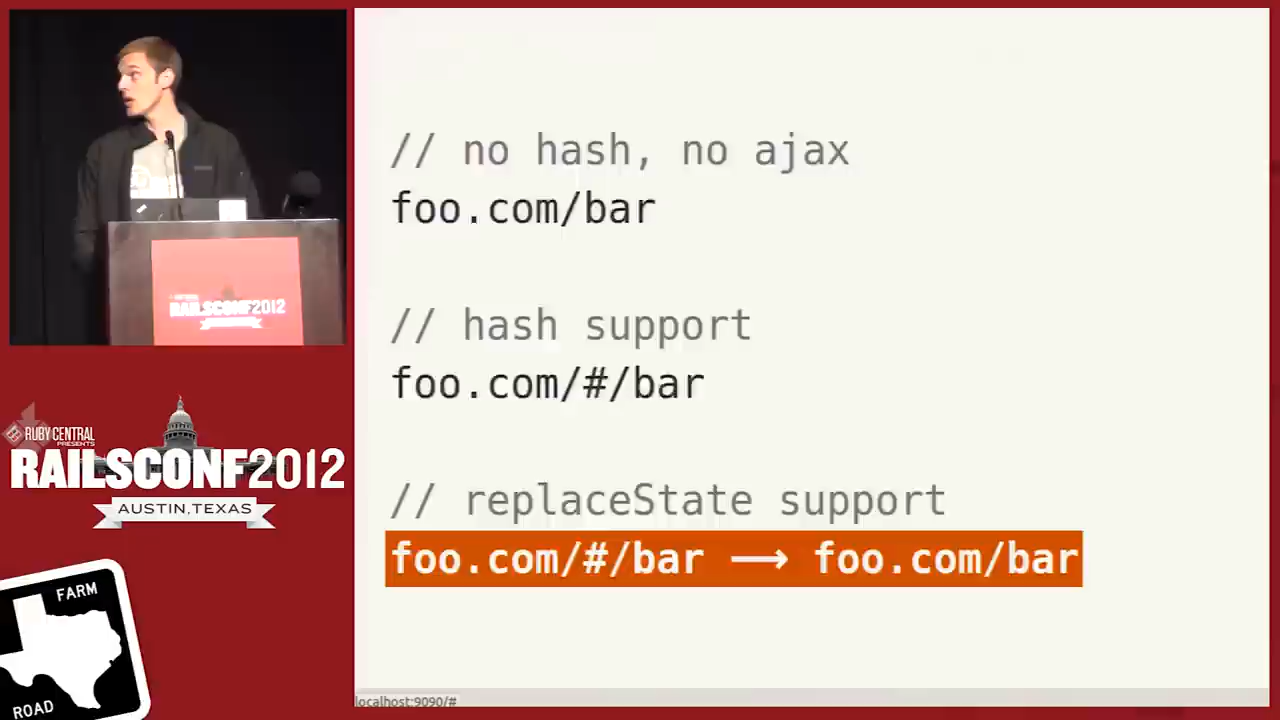 // no hash, no ajax
foo.com/bar
// hash support
foo.com/#/bar
// replaceState support
foo.com/#/bar ⟶ foo.com/bar
localhost:9090/#
RAILSCONF2012
RUBY CENTRAL
PRESENTS
RAILSCONF2012
AUSTIN, TEXAS
FARM
ROAD